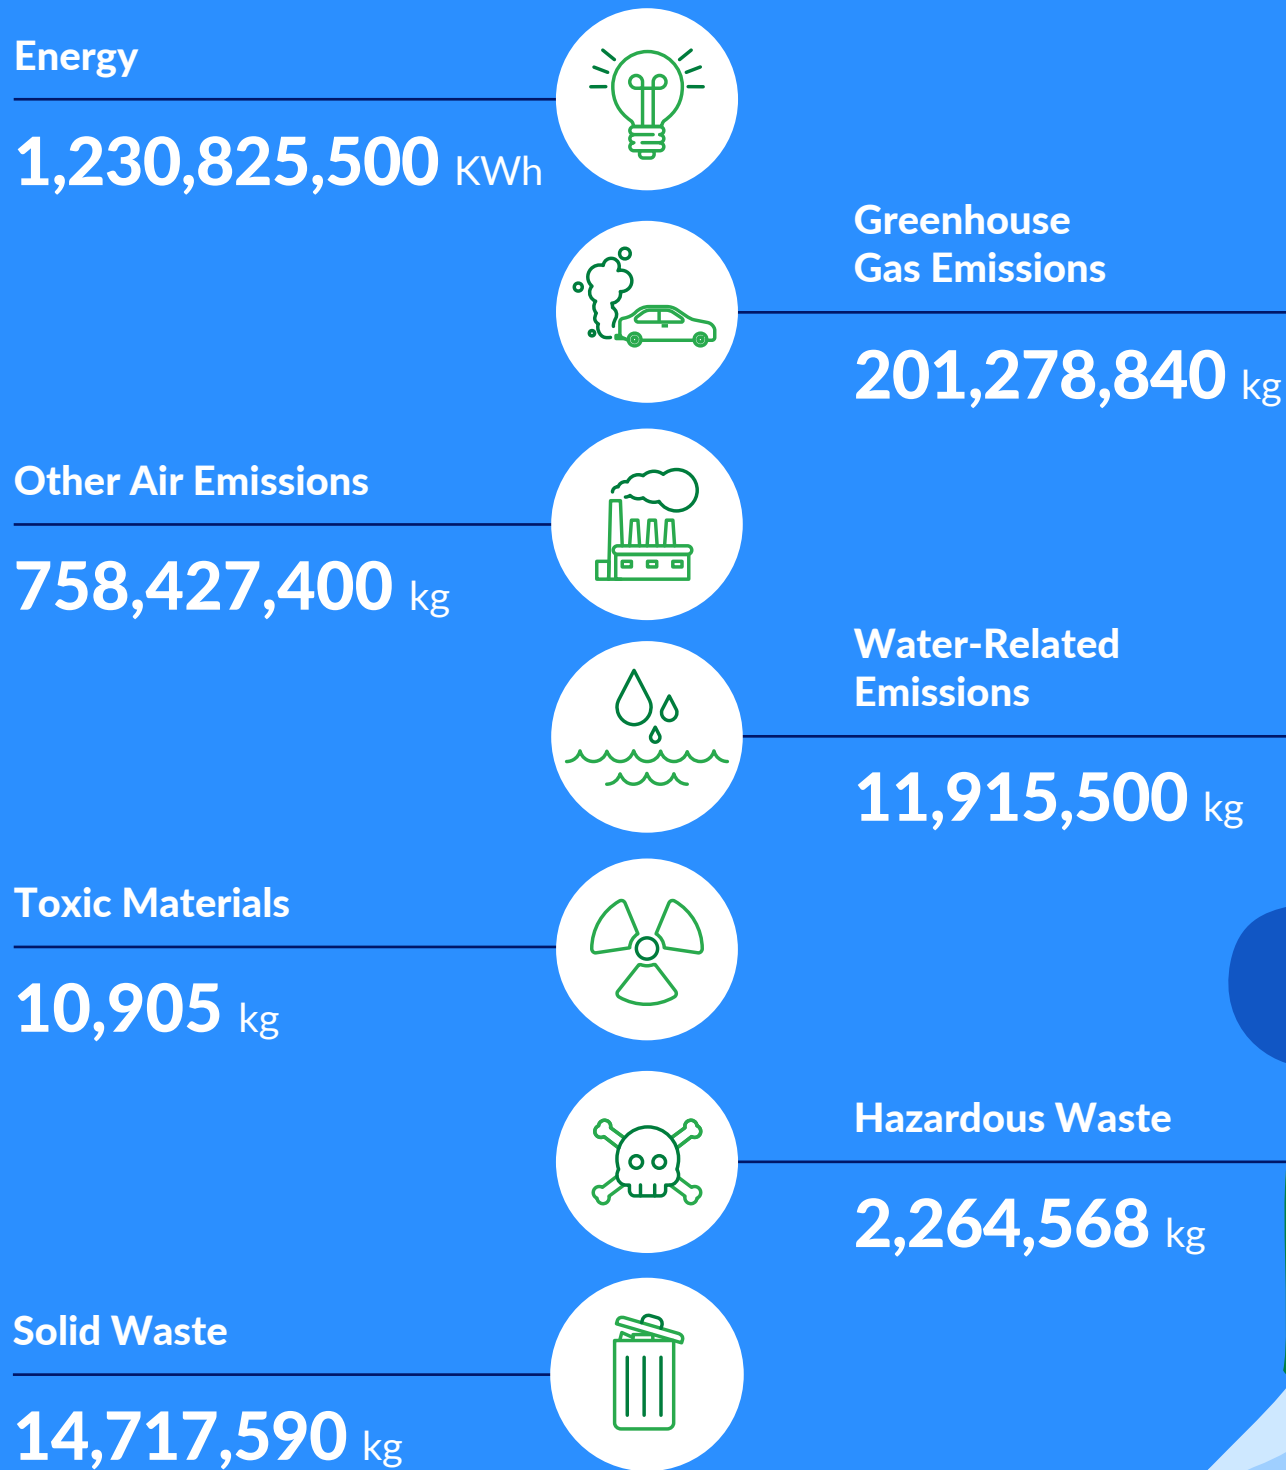 Energy
1,230,825,500 KWh
Greenhouse
Gas Emissions
201,278,840 kg
Other Air Emissions
758,427,400 kg
Water-Related
Emissions
11,915,500 kg
Toxic Materials
10,905 kg
Hazardous Waste
2,264,568 kg
Solid Waste
14,717,590 kg